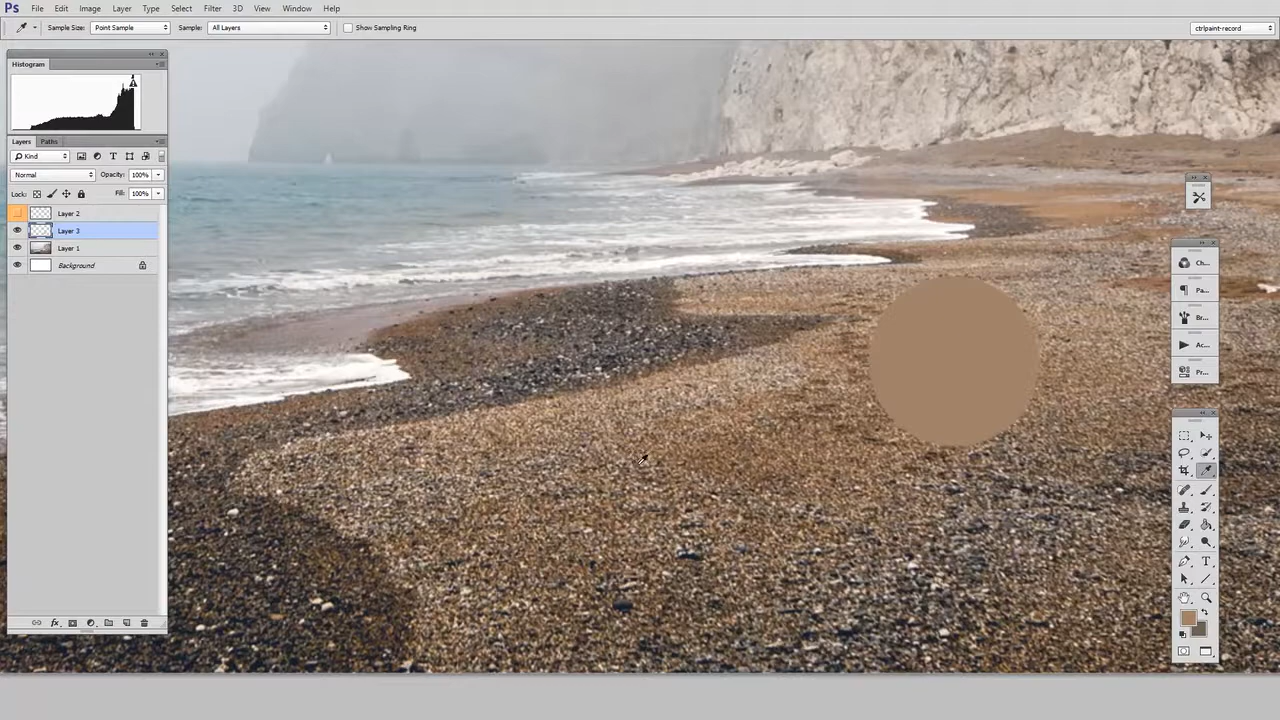 Ps File Edit Image Layer Type Select Filter 3D View Window Help
Sample Size: Point Sample Sample: All Layers Show Sampling Ring ctrlpaint-record
Histogram
Layers Paths
Kind
Normal Opacity: 100%
Lock: Fill: 100%
Layer 2
Layer 3
Layer 1
Background
Ch...
Pa...
Br...
Ac...
Pr...